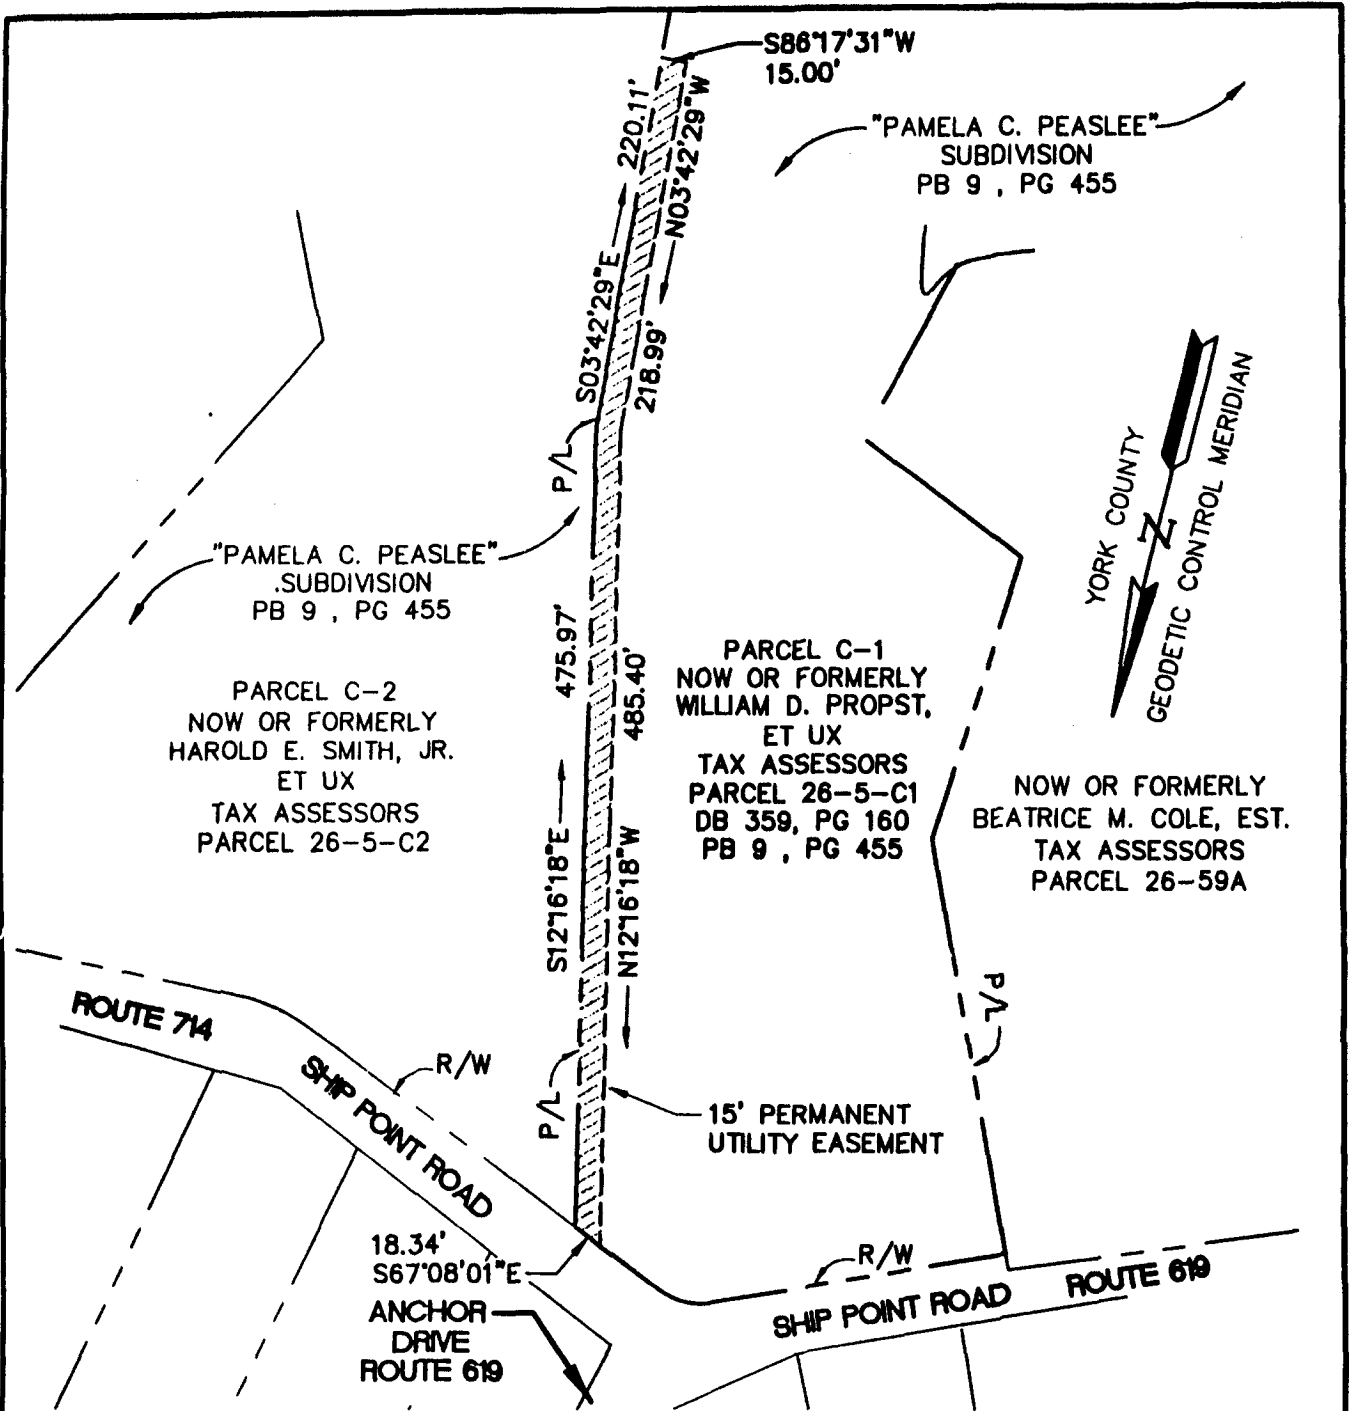 S86°17'31"W
15.00'
"PAMELA C. PEASLEE"
SUBDIVISION
PB 9 , PG 455
220.11'
N03°42'29"W
S03°42'29"E
218.99'
P/L
YORK COUNTY
N
GEODETIC CONTROL MERIDIAN
"PAMELA C. PEASLEE"
SUBDIVISION
PB 9 , PG 455
475.97'
485.40'
S12°16'18"E
N12°16'18"W
PARCEL C-2
NOW OR FORMERLY
HAROLD E. SMITH, JR.
ET UX
TAX ASSESSORS
PARCEL 26-5-C2
PARCEL C-1
NOW OR FORMERLY
WILLIAM D. PROPST,
ET UX
TAX ASSESSORS
PARCEL 26-5-C1
DB 359, PG 160
PB 9 , PG 455
NOW OR FORMERLY
BEATRICE M. COLE, EST.
TAX ASSESSORS
PARCEL 26-59A
P/L
ROUTE 714
SHIP POINT ROAD
R/W
P/L
15' PERMANENT
UTILITY EASEMENT
18.34'
S67°08'01"E
ANCHOR
DRIVE
ROUTE 619
R/W
SHIP POINT ROAD
ROUTE 619